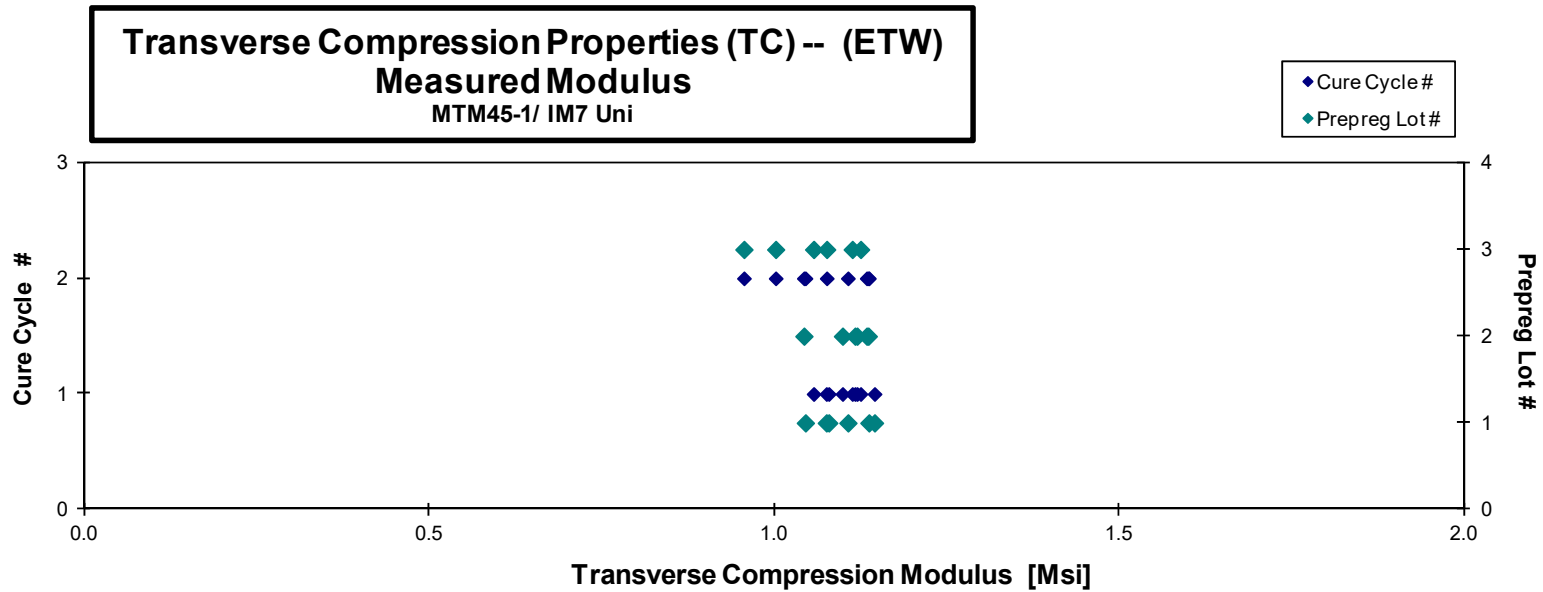 Transverse Compression Properties (TC) -- (ETW)
Measured Modulus
MTM45-1/ IM7 Uni
Cure Cycle #
Prepreg Lot #
3
2
1
0
Cure Cycle #
4
3
2
1
0
Prepreg Lot #
0.0 0.5 1.0 1.5 2.0
Transverse Compression Modulus [Msi]